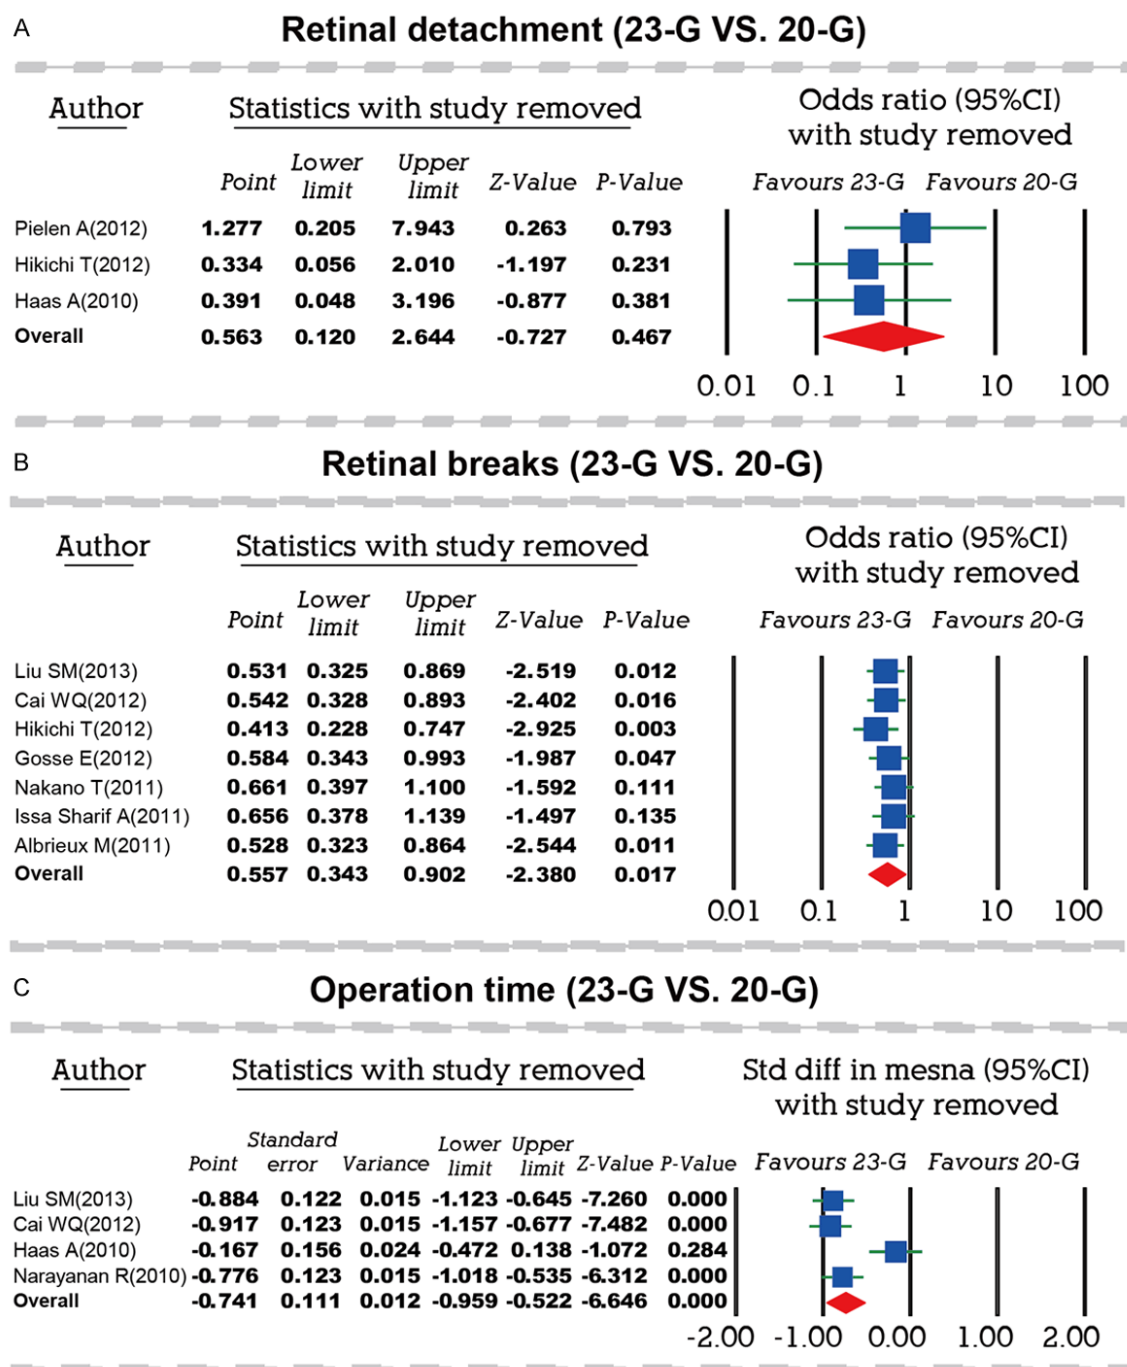 A
Retinal detachment (23-G VS. 20-G)
Author Statistics with study removed Odds ratio (95%CI)
with study removed
Point Lower limit Upper limit Z-Value P-Value Favours 23-G Favours 20-G
Pielen A(2012) 1.277 0.205 7.943 0.263 0.793
Hikichi T(2012) 0.334 0.056 2.010 -1.197 0.231
Haas A(2010) 0.391 0.048 3.196 -0.877 0.381
Overall 0.563 0.120 2.644 -0.727 0.467
0.01 0.1 1 10 100
B
Retinal breaks (23-G VS. 20-G)
Author Statistics with study removed Odds ratio (95%CI)
with study removed
Point Lower limit Upper limit Z-Value P-Value Favours 23-G Favours 20-G
Liu SM(2013) 0.531 0.325 0.869 -2.519 0.012
Cai WQ(2012) 0.542 0.328 0.893 -2.402 0.016
Hikichi T(2012) 0.413 0.228 0.747 -2.925 0.003
Gosse E(2012) 0.584 0.343 0.993 -1.987 0.047
Nakano T(2011) 0.661 0.397 1.100 -1.592 0.111
Issa Sharif A(2011) 0.656 0.378 1.139 -1.497 0.135
Albrieux M(2011) 0.528 0.323 0.864 -2.544 0.011
Overall 0.557 0.343 0.902 -2.380 0.017
0.01 0.1 1 10 100
C
Operation time (23-G VS. 20-G)
Author Statistics with study removed Std diff in mesna (95%CI)
with study removed
Point Standard error Variance Lower limit Upper limit Z-Value P-Value Favours 23-G Favours 20-G
Liu SM(2013) -0.884 0.122 0.015 -1.123 -0.645 -7.260 0.000
Cai WQ(2012) -0.917 0.123 0.015 -1.157 -0.677 -7.482 0.000
Haas A(2010) -0.167 0.156 0.024 -0.472 0.138 -1.072 0.284
Narayanan R(2010) -0.776 0.123 0.015 -1.018 -0.535 -6.312 0.000
Overall -0.741 0.111 0.012 -0.959 -0.522 -6.646 0.000
-2.00 -1.00 0.00 1.00 2.00